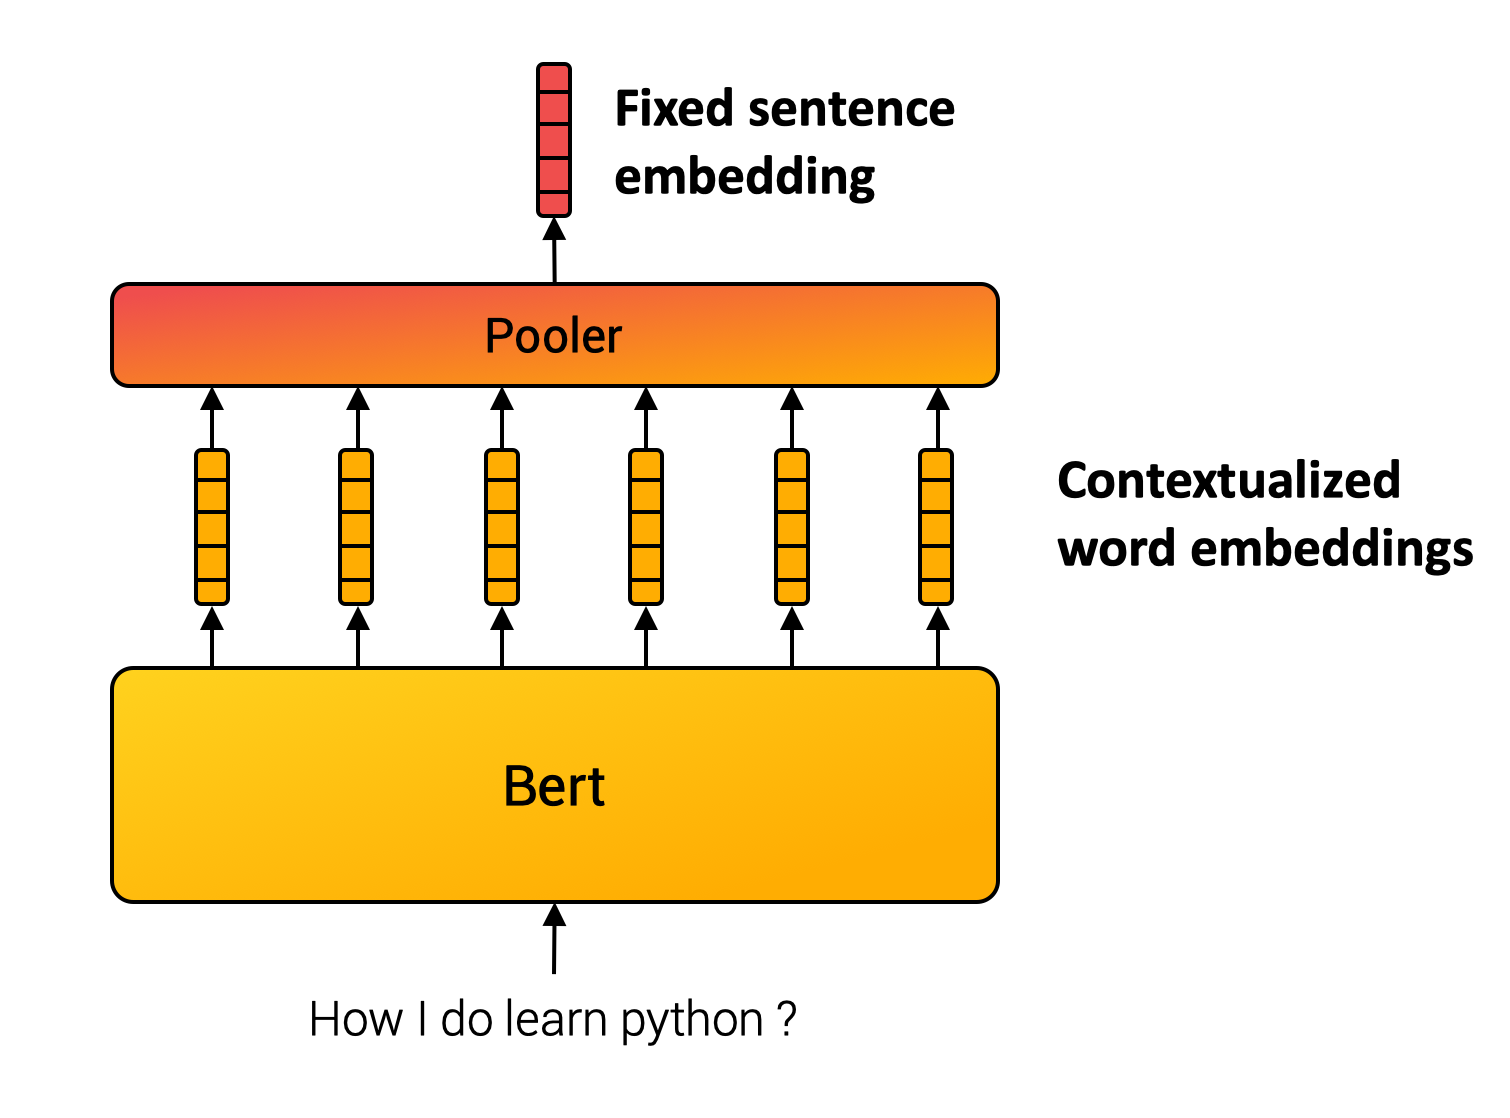 Fixed sentence
embedding
Pooler
Contextualized
word embeddings
Bert
How I do learn python ?